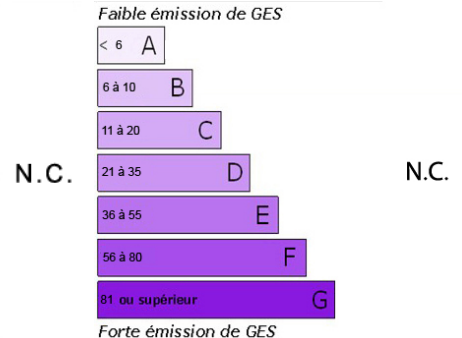 Faible émission de GES
< 6 A
6 à 10 B
11 à 20 C
N.C. 21 à 35 D N.C.
36 à 55 E
56 à 80 F
81 ou supérieur G
Forte émission de GES